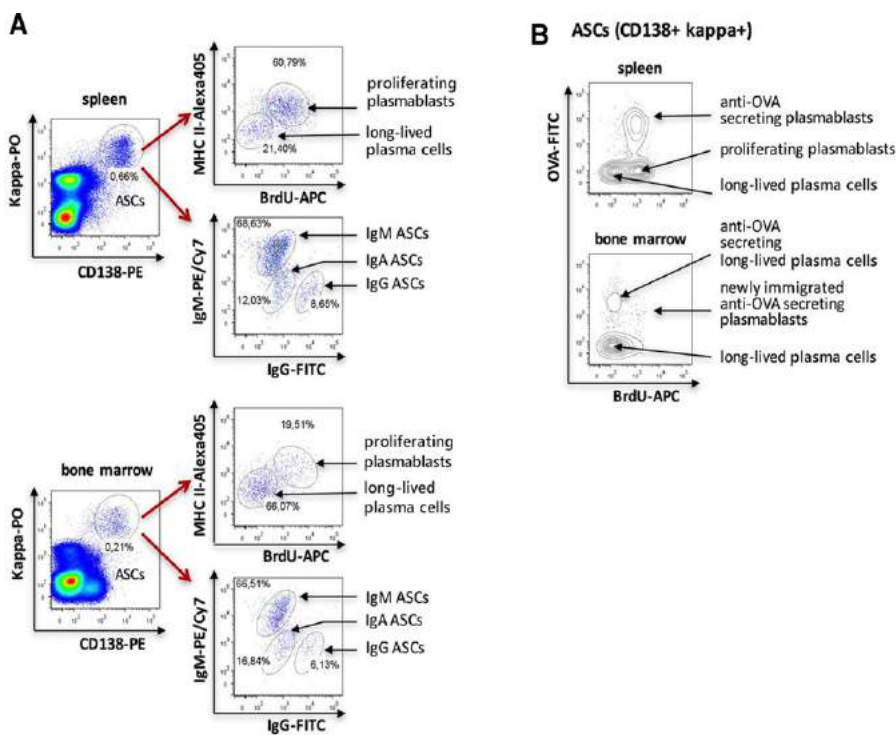 A
spleen
Kappa-PO
0,66%
ASCs
CD138-PE
MHC II-Alexa405
60,79%
21,40%
BrdU-APC
proliferating
plasmablasts
long-lived
plasma cells
IgM-PE/Cy7
68,63%
12,03%
8,65%
IgG-FITC
IgM ASCs
IgA ASCs
IgG ASCs
bone marrow
Kappa-PO
0,21%
ASCs
CD138-PE
MHC II-Alexa405
19,51%
66,07%
BrdU-APC
proliferating
plasmablasts
long-lived
plasma cells
IgM-PE/Cy7
66,51%
16,84%
6,13%
IgG-FITC
IgM ASCs
IgA ASCs
IgG ASCs
B
ASCs (CD138+ kappa+)
spleen
OVA-FITC
anti-OVA
secreting plasmablasts
proliferating plasmablasts
long-lived plasma cells
bone marrow
anti-OVA
secreting
long-lived plasma cells
newly immigrated
anti-OVA secreting
plasmablasts
long-lived plasma cells
BrdU-APC